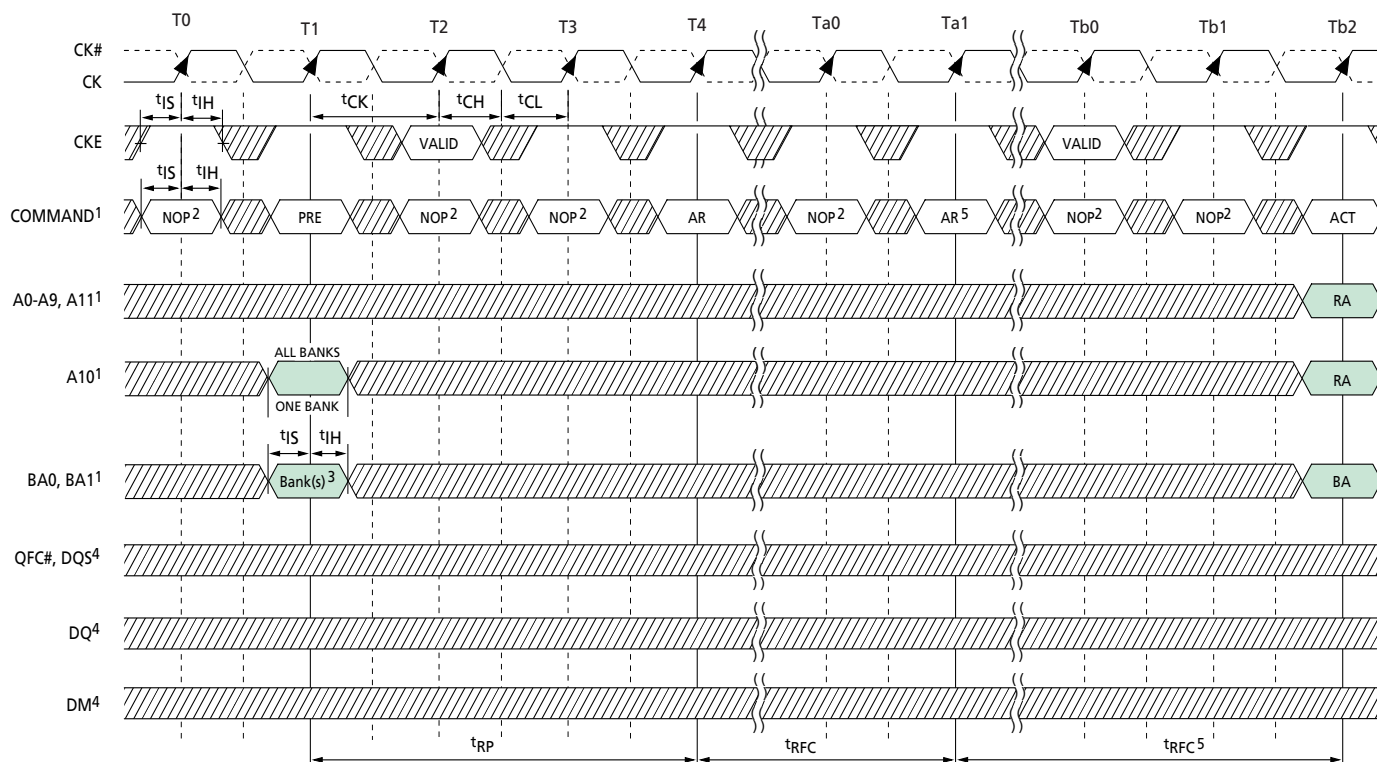 T0 T1 T2 T3 T4 Ta0 Ta1 Tb0 Tb1 Tb2
CK#
CK
tIS tIH tCK tCH tCL
CKE VALID VALID
tIS tIH
COMMAND1 NOP2 PRE NOP2 NOP2 AR NOP2 AR5 NOP2 NOP2 ACT
A0-A9, A111 RA
ALL BANKS
A101 RA
ONE BANK
tIS tIH
BA0, BA11 Bank(s)3 BA
QFC#, DQS4
DQ4
DM4
tRP tRFC tRFC5